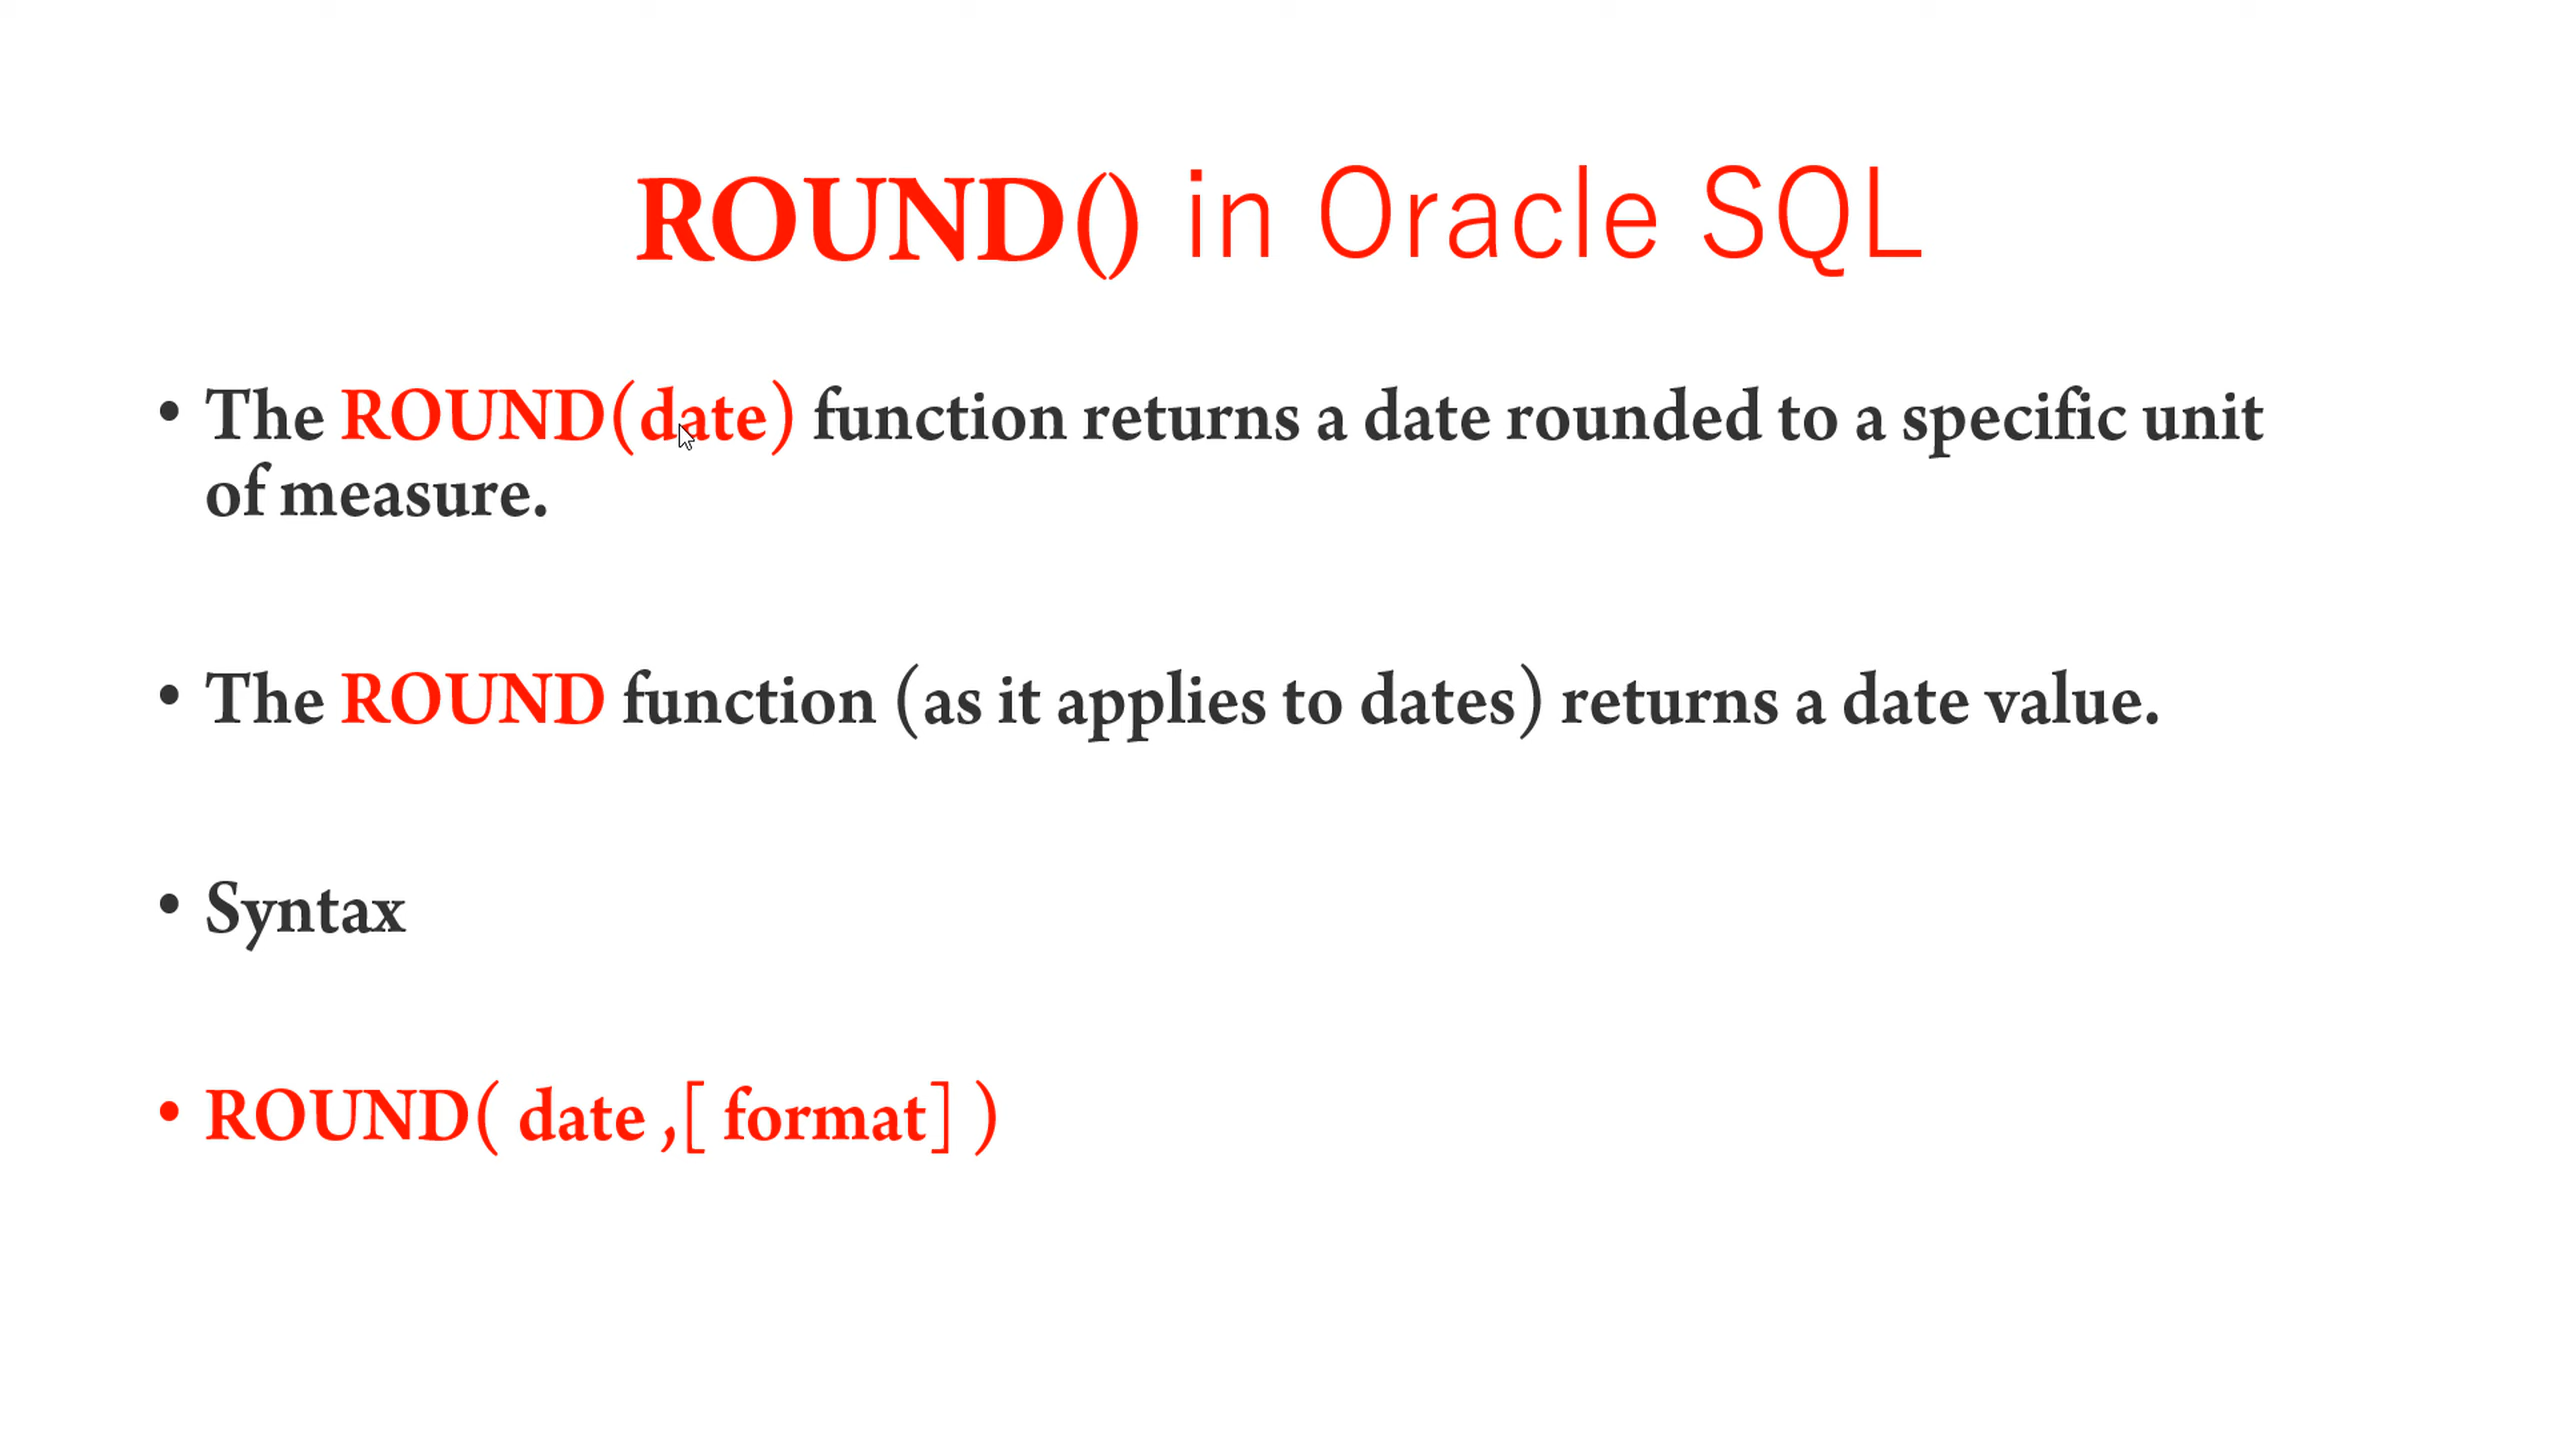 ROUND() in Oracle SQL
• The ROUND(date) function returns a date rounded to a specific unit
of measure.
• The ROUND function (as it applies to dates) returns a date value.
• Syntax
• ROUND( date ,[ format] )